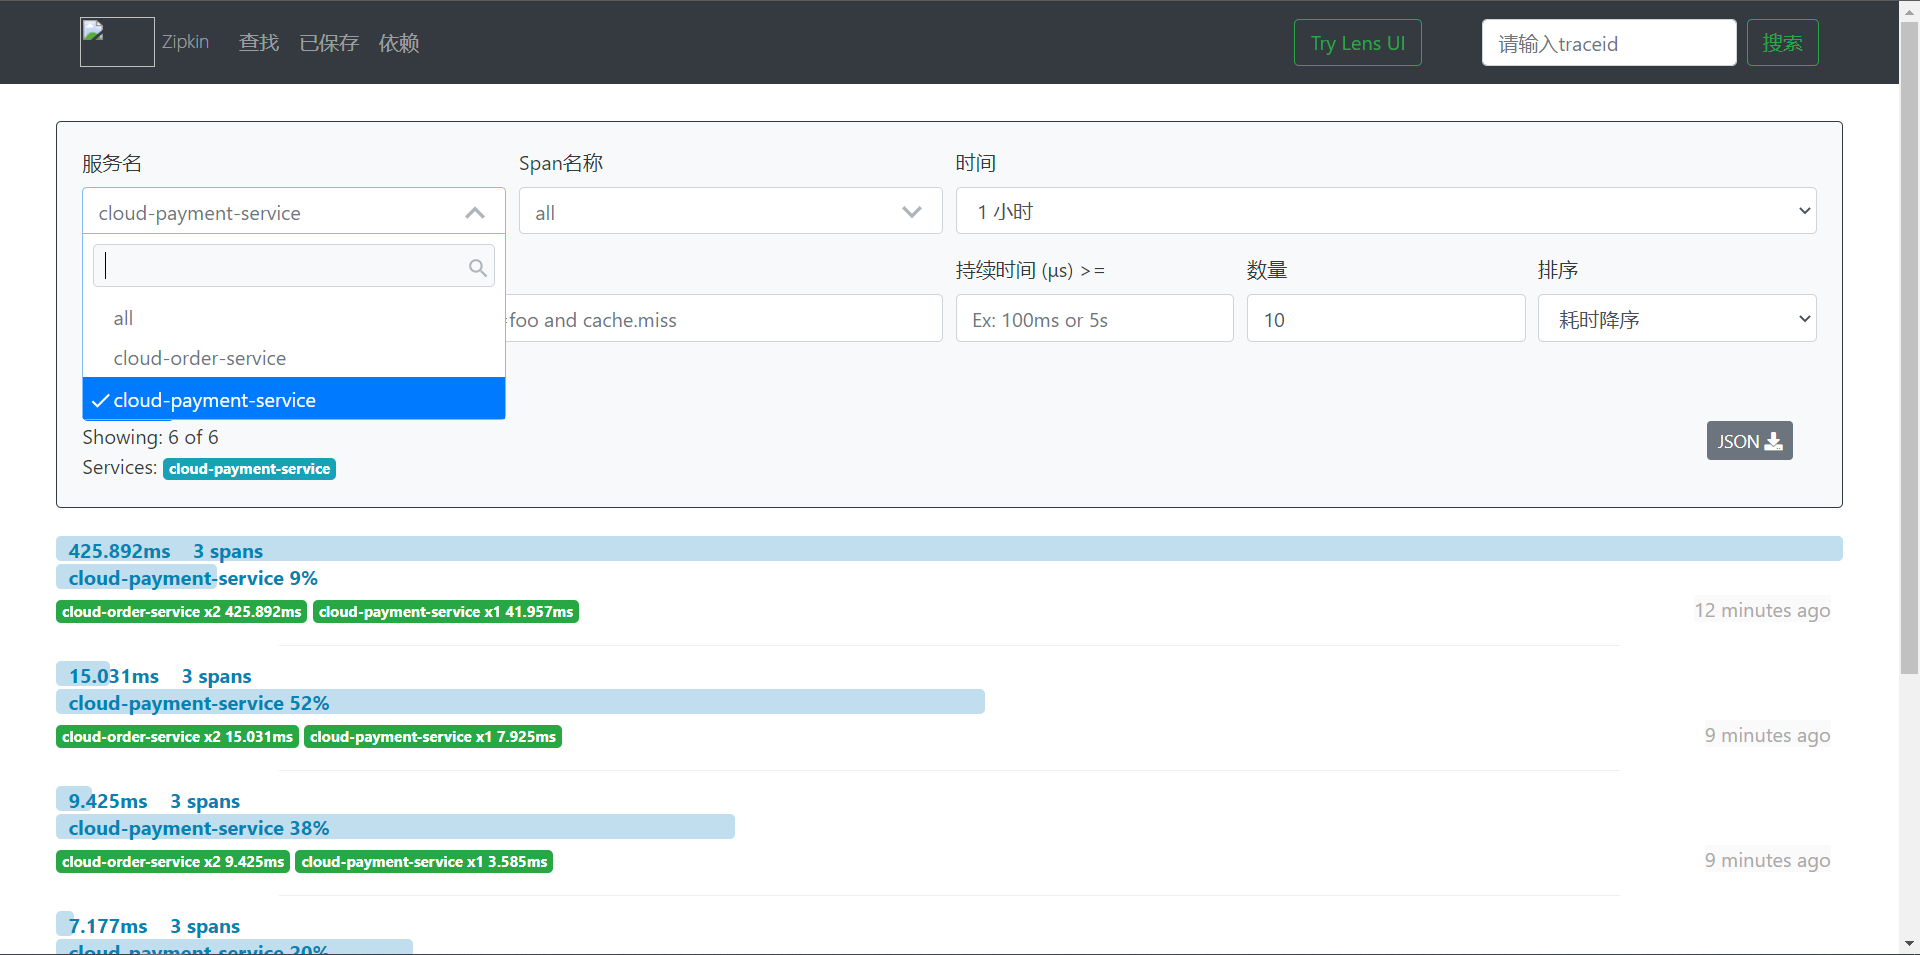 Zipkin 查找 已保存 依赖 Try Lens UI 请输入traceid 搜索
服务名 Span名称 时间
cloud-payment-service all 1 小时
持续时间 (μs) >= 数量 排序
=foo and cache.miss Ex: 100ms or 5s 10 耗时降序
all
cloud-order-service
cloud-payment-service
Showing: 6 of 6
JSON
Services: cloud-payment-service
425.892ms 3 spans
cloud-payment-service 9%
cloud-order-service x2 425.892ms cloud-payment-service x1 41.957ms 12 minutes ago
15.031ms 3 spans
cloud-payment-service 52%
cloud-order-service x2 15.031ms cloud-payment-service x1 7.925ms 9 minutes ago
9.425ms 3 spans
cloud-payment-service 38%
cloud-order-service x2 9.425ms cloud-payment-service x1 3.585ms 9 minutes ago
7.177ms 3 spans
cloud-payment-service 20%